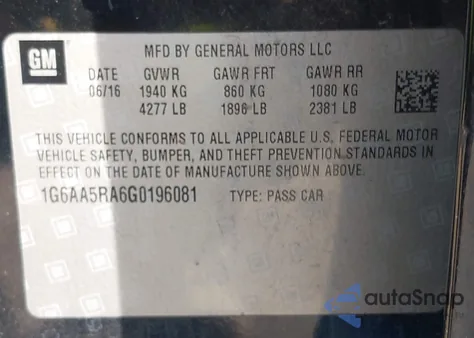 GM
MFD BY GENERAL MOTORS LLC
DATE GVWR GAWR FRT GAWR RR
06/16 1940 KG 860 KG 1080 KG
4277 LB 1896 LB 2381 LB
THIS VEHICLE CONFORMS TO ALL APPLICABLE U.S. FEDERAL MOTOR
VEHICLE SAFETY, BUMPER, AND THEFT PREVENTION STANDARDS IN
EFFECT ON THE DATE OF MANUFACTURE SHOWN ABOVE.
1G6AA5RA6G0196081 TYPE: PASS CAR
autoSnap